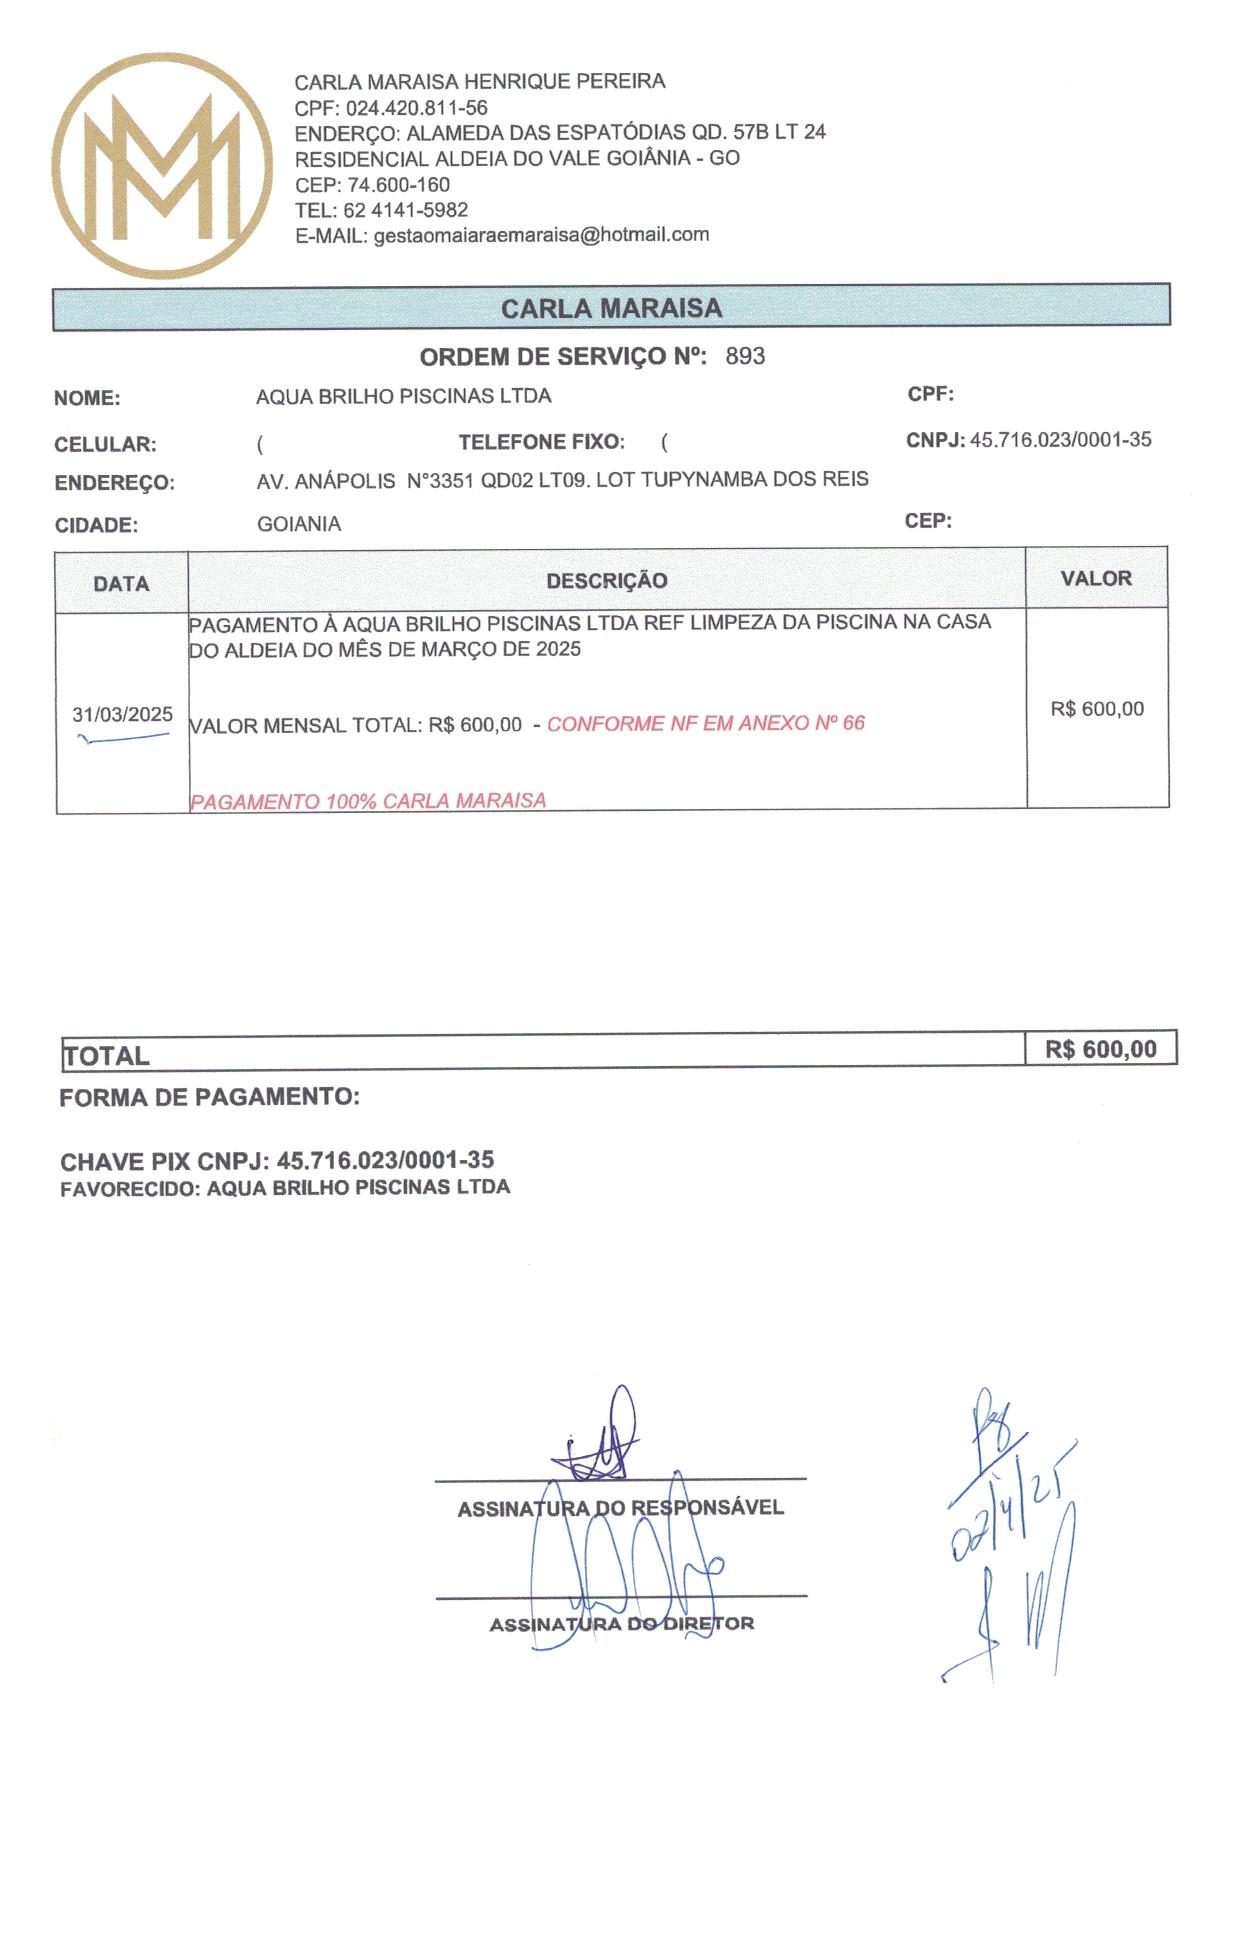 CARLA MARAISA HENRIQUE PEREIRA
CPF: 024.420.811-56
ENDERÇO: ALAMEDA DAS ESPATÓDIAS QD. 57B LT 24
RESIDENCIAL ALDEIA DO VALE GOIÂNIA - GO
CEP: 74.600-160
TEL: 62 4141-5982
E-MAIL: gestaomaiaraemaraisa@hotmail.com
CARLA MARAISA
ORDEM DE SERVIÇO Nº: 893
NOME: AQUA BRILHO PISCINAS LTDA CPF:
CELULAR: ( TELEFONE FIXO: ( CNPJ: 45.716.023/0001-35
ENDEREÇO: AV. ANÁPOLIS N°3351 QD02 LT09. LOT TUPYNAMBA DOS REIS
CIDADE: GOIANIA CEP:
DATA DESCRIÇÃO VALOR
PAGAMENTO À AQUA BRILHO PISCINAS LTDA REF LIMPEZA DA PISCINA NA CASA
DO ALDEIA DO MÊS DE MARÇO DE 2025
31/03/2025 VALOR MENSAL TOTAL: R$ 600,00 - CONFORME NF EM ANEXO Nº 66 R$ 600,00
PAGAMENTO 100% CARLA MARAISA
TOTAL R$ 600,00
FORMA DE PAGAMENTO:
CHAVE PIX CNPJ: 45.716.023/0001-35
FAVORECIDO: AQUA BRILHO PISCINAS LTDA
ASSINATURA DO RESPONSÁVEL
02/4/25
ASSINATURA DO DIRETOR